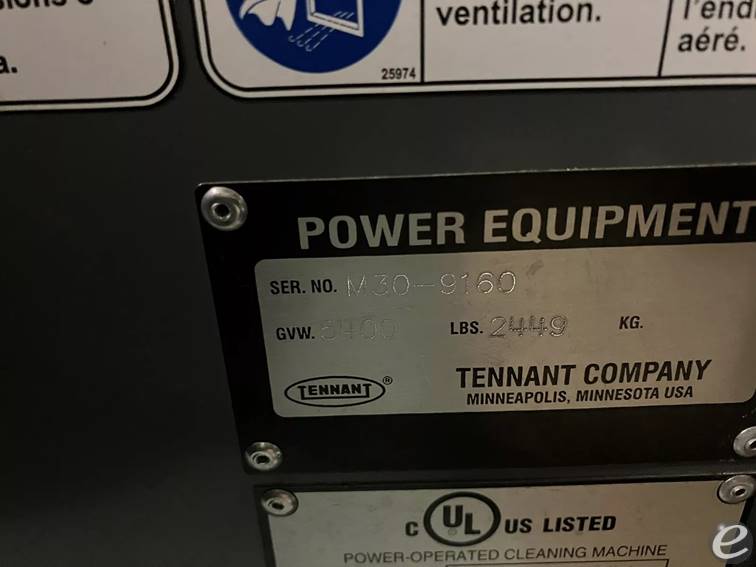 ventilation.
aéré.
25974
POWER EQUIPMENT
SER. NO. M30-9160
GVW. 5400 LBS. 2449 KG.
TENNANT®
TENNANT COMPANY
MINNEAPOLIS, MINNESOTA USA
C UL US LISTED
POWER-OPERATED CLEANING MACHINE
e